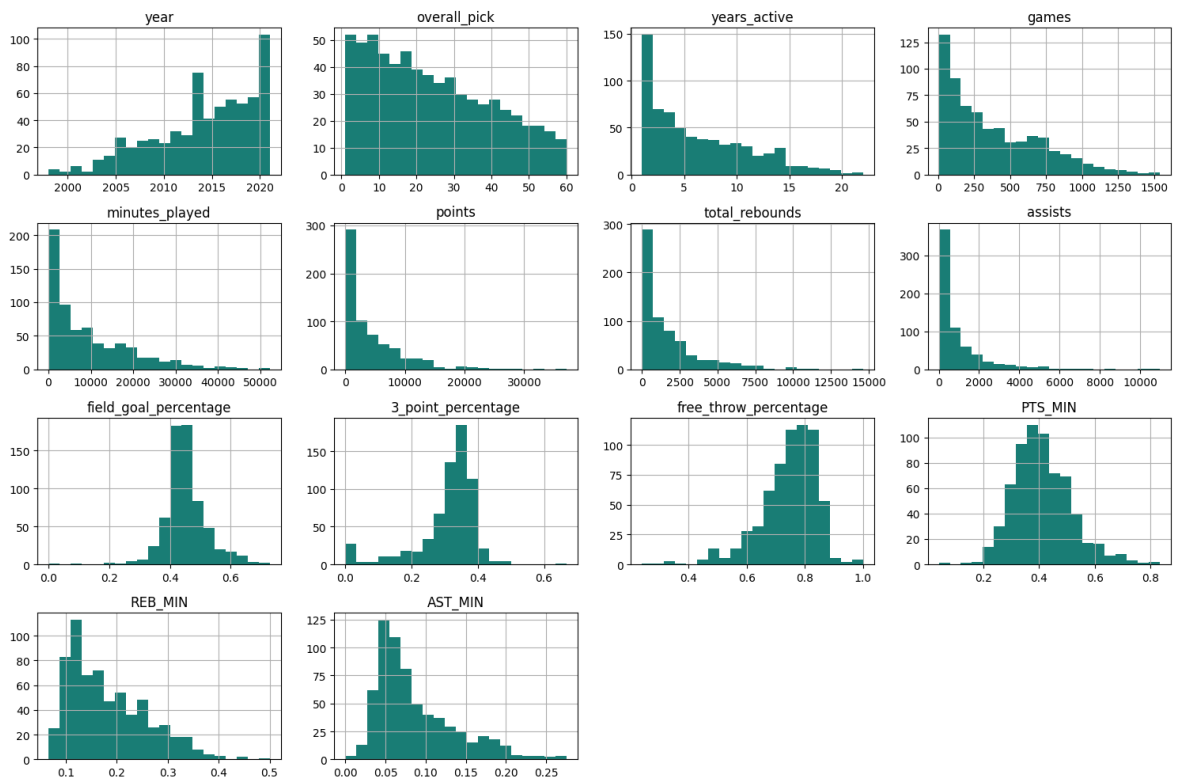 year
100
80
60
40
20
0
2000 2005 2010 2015 2020
overall_pick
50
40
30
20
10
0
0 10 20 30 40 50 60
years_active
150
100
50
0
5 10 15 20
games
125
100
75
50
25
0
0 250 500 750 1000 1250 1500
minutes_played
200
150
100
50
0
0 10000 20000 30000 40000 50000
points
300
200
100
0
0 10000 20000 30000
total_rebounds
300
200
100
0
0 2500 5000 7500 10000 12500 15000
assists
300
200
100
0
0 2000 4000 6000 8000 10000
field_goal_percentage
150
100
50
0
0.0 0.2 0.4 0.6
3_point_percentage
150
100
50
0
0.0 0.2 0.4 0.6
free_throw_percentage
100
75
50
25
0
0.4 0.6 0.8 1.0
PTS_MIN
100
80
60
40
20
0
0.2 0.4 0.6 0.8
REB_MIN
100
80
60
40
20
0
0.1 0.2 0.3 0.4 0.5
AST_MIN
125
100
75
50
25
0
0.00 0.05 0.10 0.15 0.20 0.25